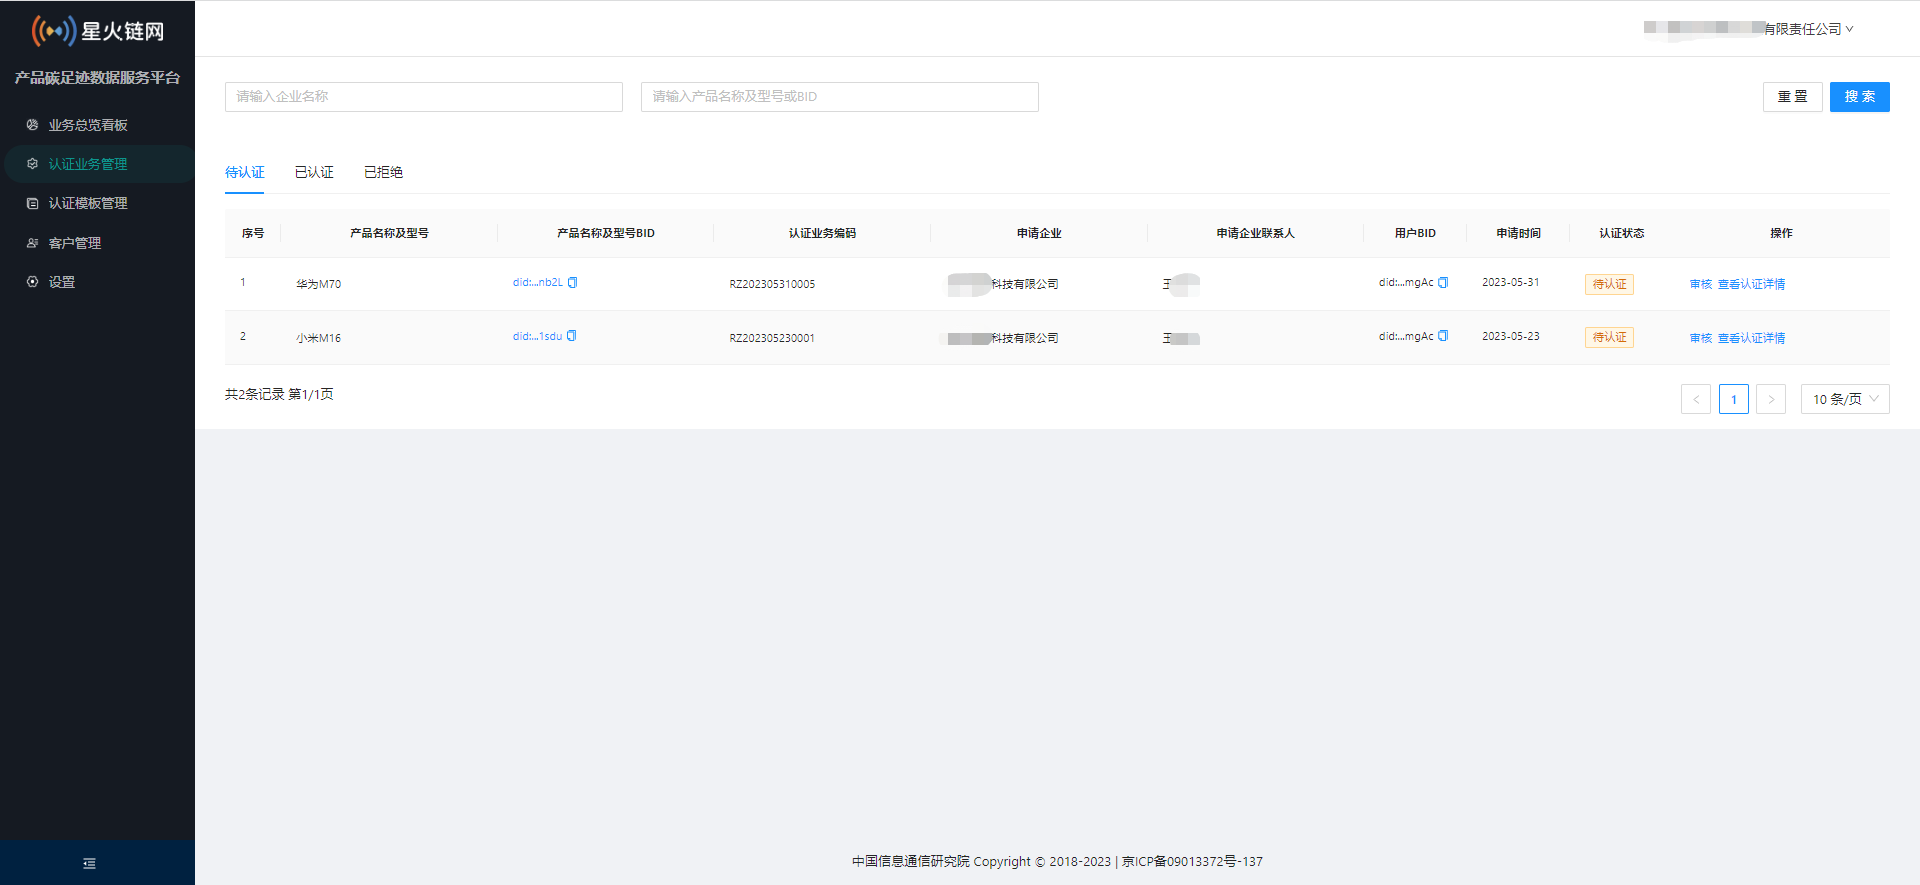 星火链网
产品碳足迹数据服务平台
业务总览看板
认证业务管理
认证模板管理
客户管理
设置
有限责任公司
请输入企业名称
请输入产品名称及型号或BID
重 置
搜 索
待认证
已认证
已拒绝
序号 产品名称及型号 产品名称及型号BID 认证业务编码 申请企业 申请企业联系人 用户BID 申请时间 认证状态 操作
1 华为M70 did:...nb2L RZ202305310005 科技有限公司 王 did:...mgAc 2023-05-31 待认证 审核 查看认证详情
2 小米M16 did:...1sdu RZ202305230001 科技有限公司 王 did:...mgAc 2023-05-23 待认证 审核 查看认证详情
共2条记录 第1/1页
< 1 > 10 条/页
中国信息通信研究院 Copyright © 2018-2023 | 京ICP备09013372号-137